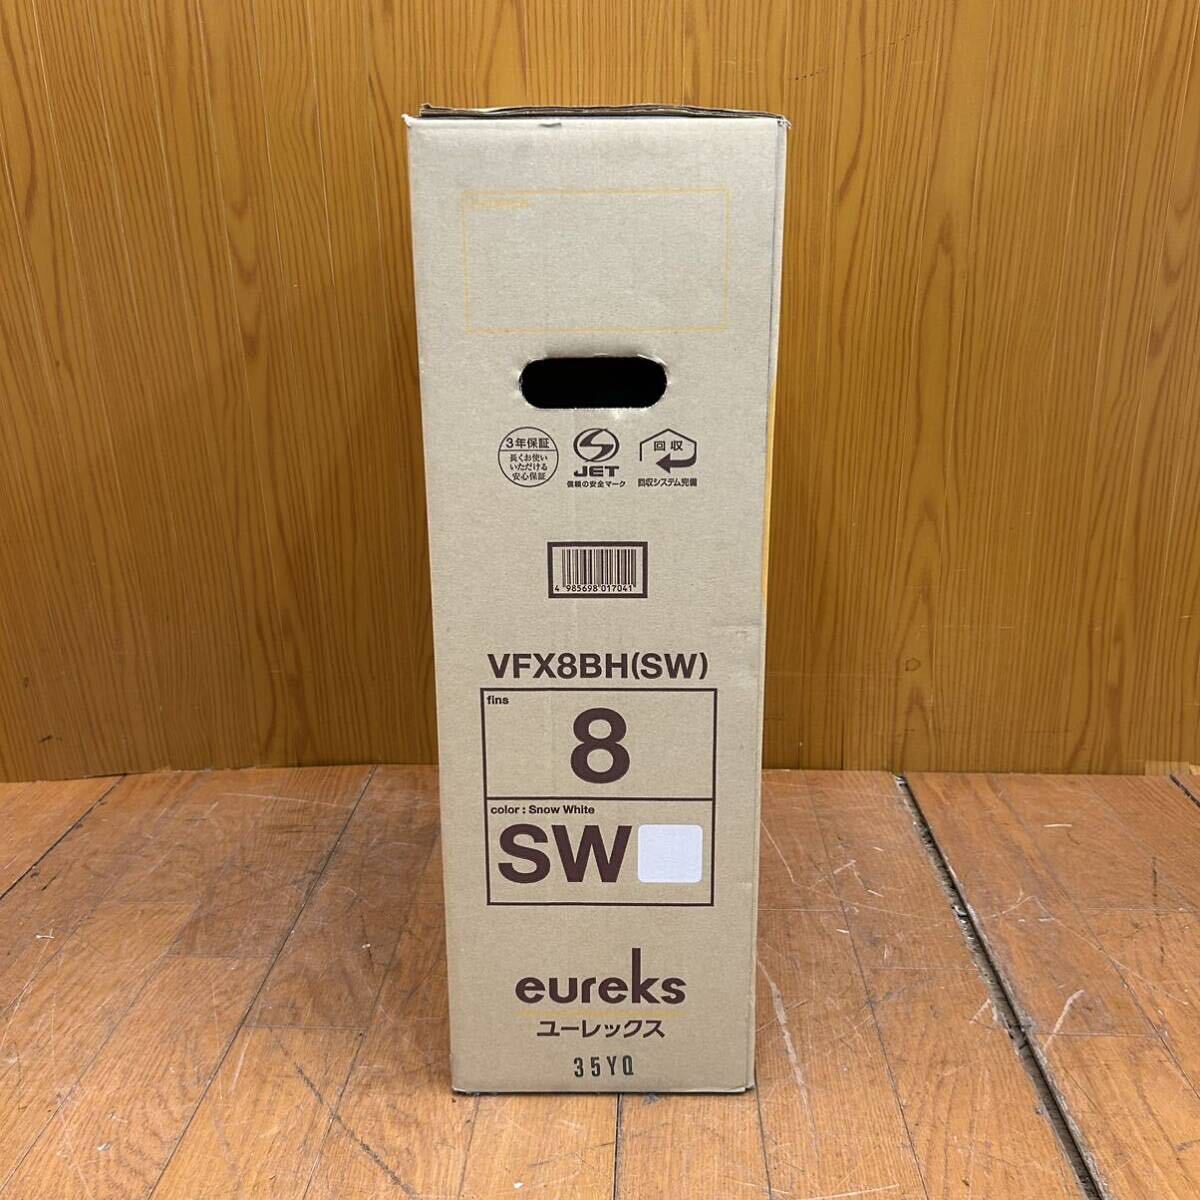 3年保証
長くお使い
いただける
安心保証
JET
信頼の安全マーク
回収
回収システム完備
4 985698 017041
VFX8BH(SW)
fins
8
color : Snow White
SW
eureks
ユーレックス
35YQ